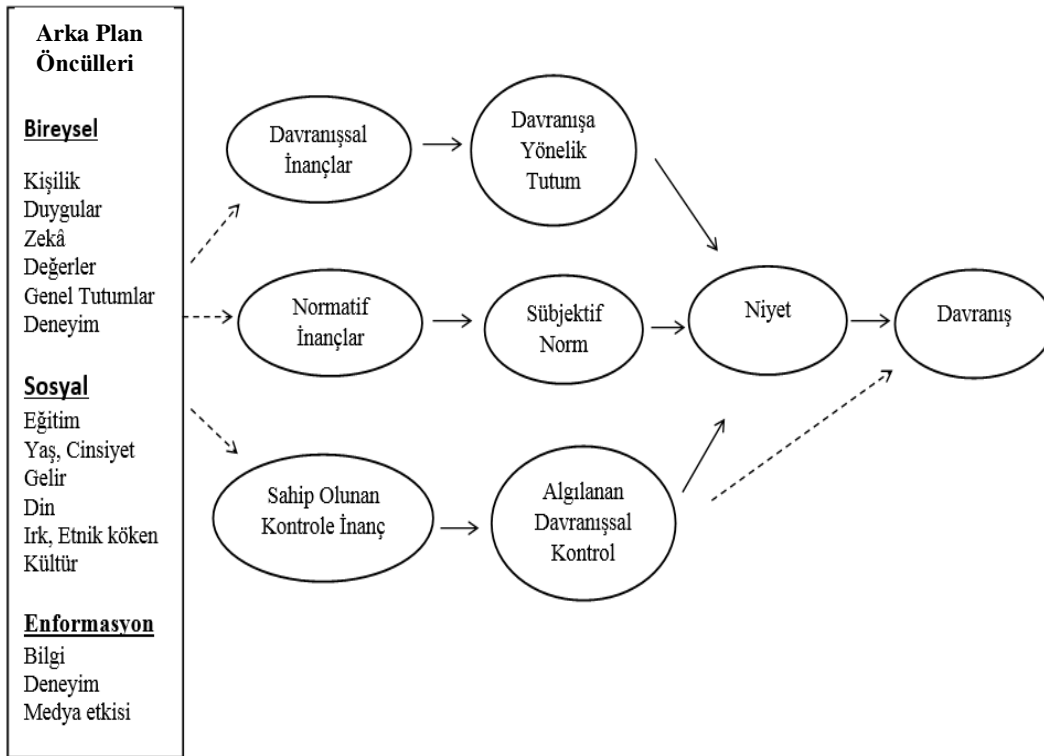 Arka Plan
Öncülleri
Bireysel
Kişilik
Duygular
Zekâ
Değerler
Genel Tutumlar
Deneyim
Sosyal
Eğitim
Yaş, Cinsiyet
Gelir
Din
Irk, Etnik köken
Kültür
Enformasyon
Bilgi
Deneyim
Medya etkisi
Davranışsal
İnançlar
Davranışa
Yönelik
Tutum
Normatif
İnançlar
Sübjektif
Norm
Niyet
Davranış
Sahip Olunan
Kontrole İnanç
Algılanan
Davranışsal
Kontrol